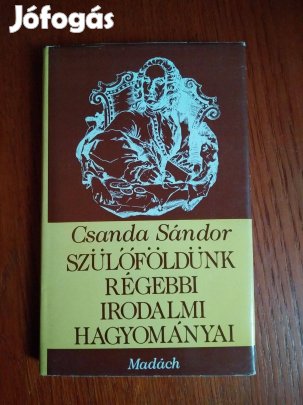 Jófogás
Csanda Sándor
SZÜLŐFÖLDÜNK
RÉGEBBI
IRODALMI
HAGYOMÁNYAI
Madách